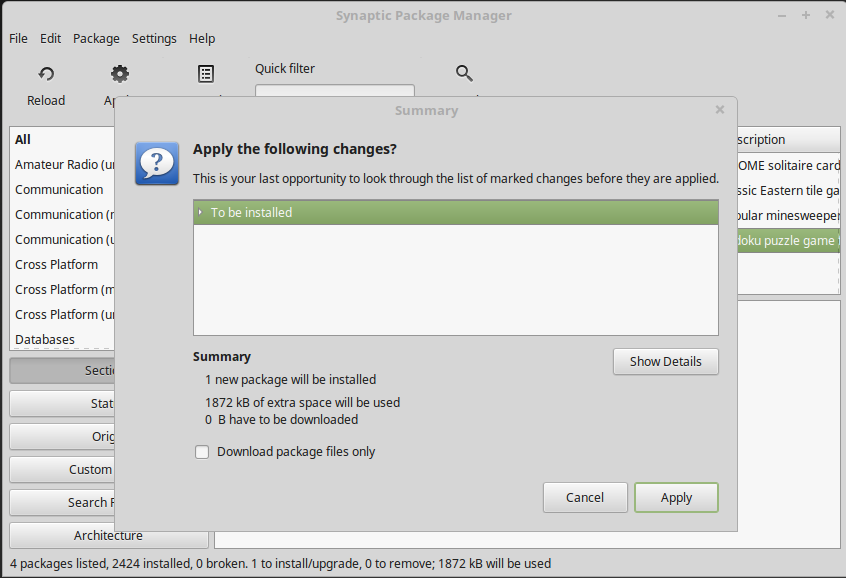 Synaptic Package Manager
File Edit Package Settings Help
Quick filter
Reload
Summary
All
Amateur Radio (u
Communication
Communication (
Communication (u
Cross Platform
Cross Platform (m
Cross Platform (u
Databases
Apply the following changes?
This is your last opportunity to look through the list of marked changes before they are applied.
To be installed
Summary
1 new package will be installed
1872 kB of extra space will be used
0 B have to be downloaded
Show Details
Download package files only
Cancel Apply
scription
OME solitaire card
ssic Eastern tile ga
pular minesweeper
doku puzzle game
Secti
Stat
Orig
Custom
Search F
Architecture
4 packages listed, 2424 installed, 0 broken. 1 to install/upgrade, 0 to remove; 1872 kB will be used